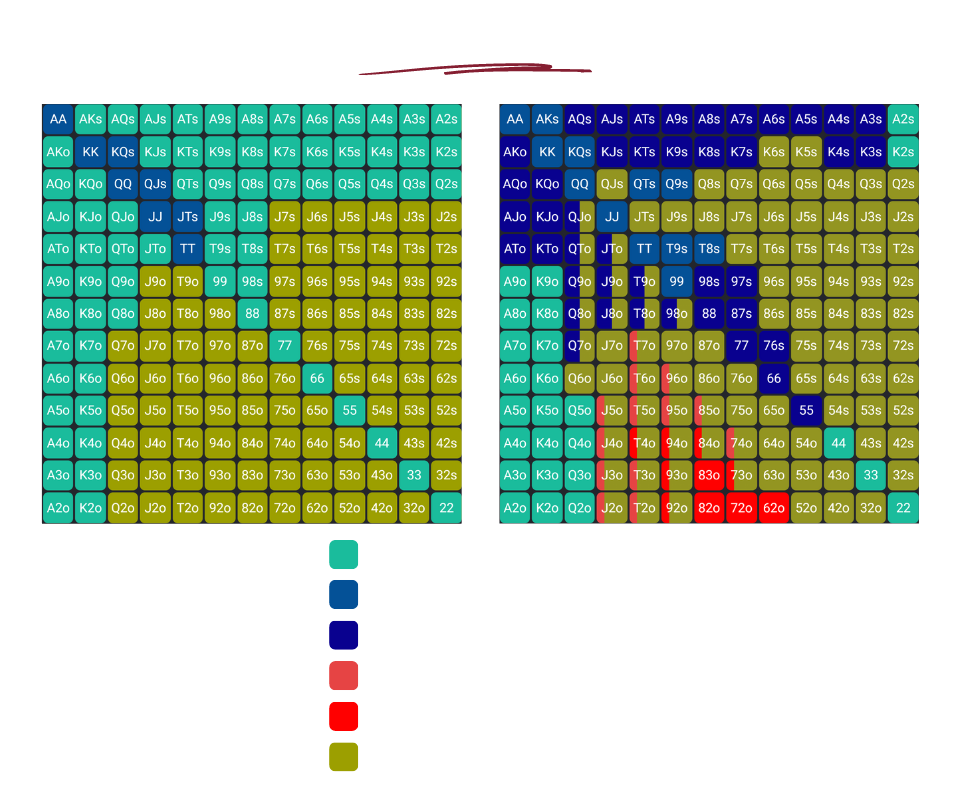 AA AKs AQs AJs ATs A9s A8s A7s A6s A5s A4s A3s A2s
AKo KK KQs KJs KTs K9s K8s K7s K6s K5s K4s K3s K2s
AQo KQo QQ QJs QTs Q9s Q8s Q7s Q6s Q5s Q4s Q3s Q2s
AJo KJo QJo JJ JTs J9s J8s J7s J6s J5s J4s J3s J2s
ATo KTo QTo JTo TT T9s T8s T7s T6s T5s T4s T3s T2s
A9o K9o Q9o J9o T9o 99 98s 97s 96s 95s 94s 93s 92s
A8o K8o Q8o J8o T8o 98o 88 87s 86s 85s 84s 83s 82s
A7o K7o Q7o J7o T7o 97o 87o 77 76s 75s 74s 73s 72s
A6o K6o Q6o J6o T6o 96o 86o 76o 66 65s 64s 63s 62s
A5o K5o Q5o J5o T5o 95o 85o 75o 65o 55 54s 53s 52s
A4o K4o Q4o J4o T4o 94o 84o 74o 64o 54o 44 43s 42s
A3o K3o Q3o J3o T3o 93o 83o 73o 63o 53o 43o 33 32s
A2o K2o Q2o J2o T2o 92o 82o 72o 62o 52o 42o 32o 22
AA AKs AQs AJs ATs A9s A8s A7s A6s A5s A4s A3s A2s
AKo KK KQs KJs KTs K9s K8s K7s K6s K5s K4s K3s K2s
AQo KQo QQ QJs QTs Q9s Q8s Q7s Q6s Q5s Q4s Q3s Q2s
AJo KJo QJo JJ JTs J9s J8s J7s J6s J5s J4s J3s J2s
ATo KTo QTo JTo TT T9s T8s T7s T6s T5s T4s T3s T2s
A9o K9o Q9o J9o T9o 99 98s 97s 96s 95s 94s 93s 92s
A8o K8o Q8o J8o T8o 98o 88 87s 86s 85s 84s 83s 82s
A7o K7o Q7o J7o T7o 97o 87o 77 76s 75s 74s 73s 72s
A6o K6o Q6o J6o T6o 96o 86o 76o 66 65s 64s 63s 62s
A5o K5o Q5o J5o T5o 95o 85o 75o 65o 55 54s 53s 52s
A4o K4o Q4o J4o T4o 94o 84o 74o 64o 54o 44 43s 42s
A3o K3o Q3o J3o T3o 93o 83o 73o 63o 53o 43o 33 32s
A2o K2o Q2o J2o T2o 92o 82o 72o 62o 52o 42o 32o 22